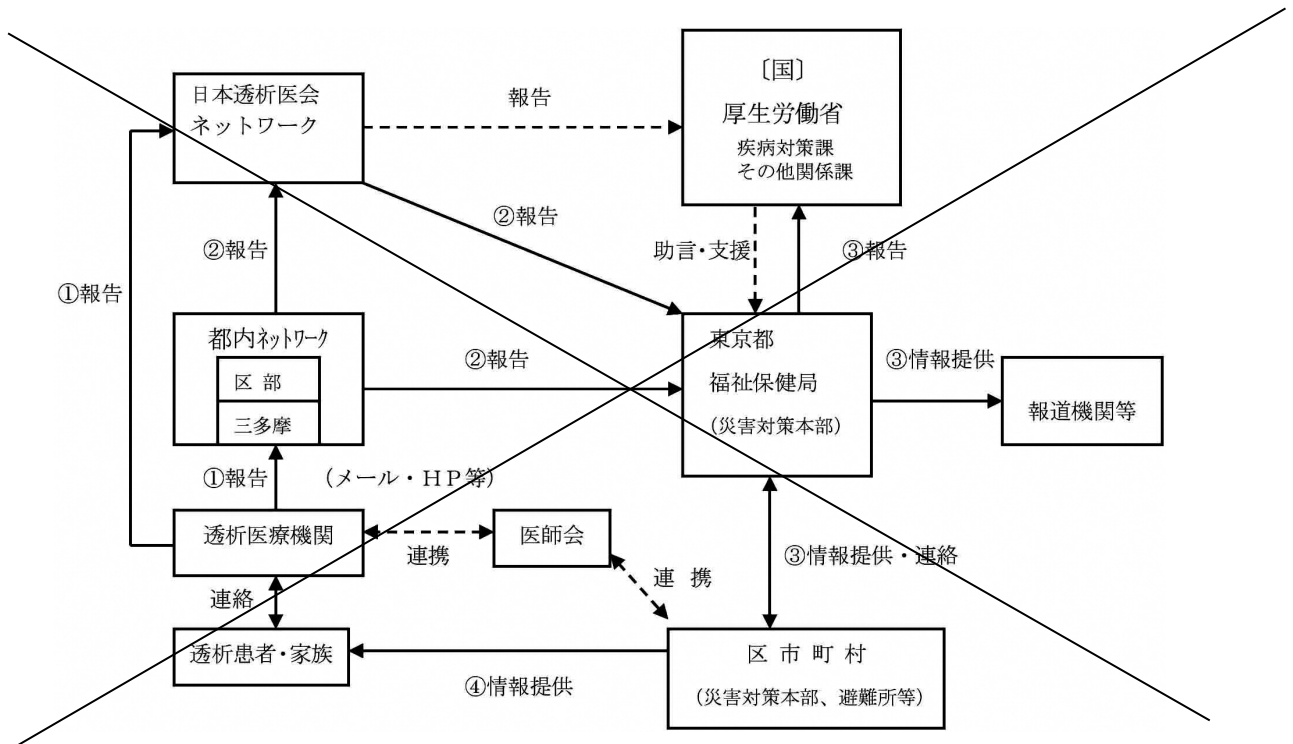 日本透析医会
ネットワーク
報告
〔国〕
厚生労働省
疾病対策課
その他関係課
②報告
②報告
助言・支援
③報告
①報告
都内ネットワーク
区 部
三多摩
②報告
東京都
福祉保健局
（災害対策本部）
③情報提供
報道機関等
①報告
（メール・ＨＰ等）
透析医療機関
連携
医師会
連 携
③情報提供・連絡
連絡
透析患者・家族
④情報提供
区 市 町 村
（災害対策本部、避難所等）